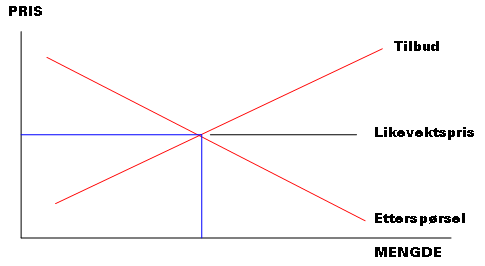 PRIS
Tilbud
Likevektspris
Etterspørsel
MENGDE